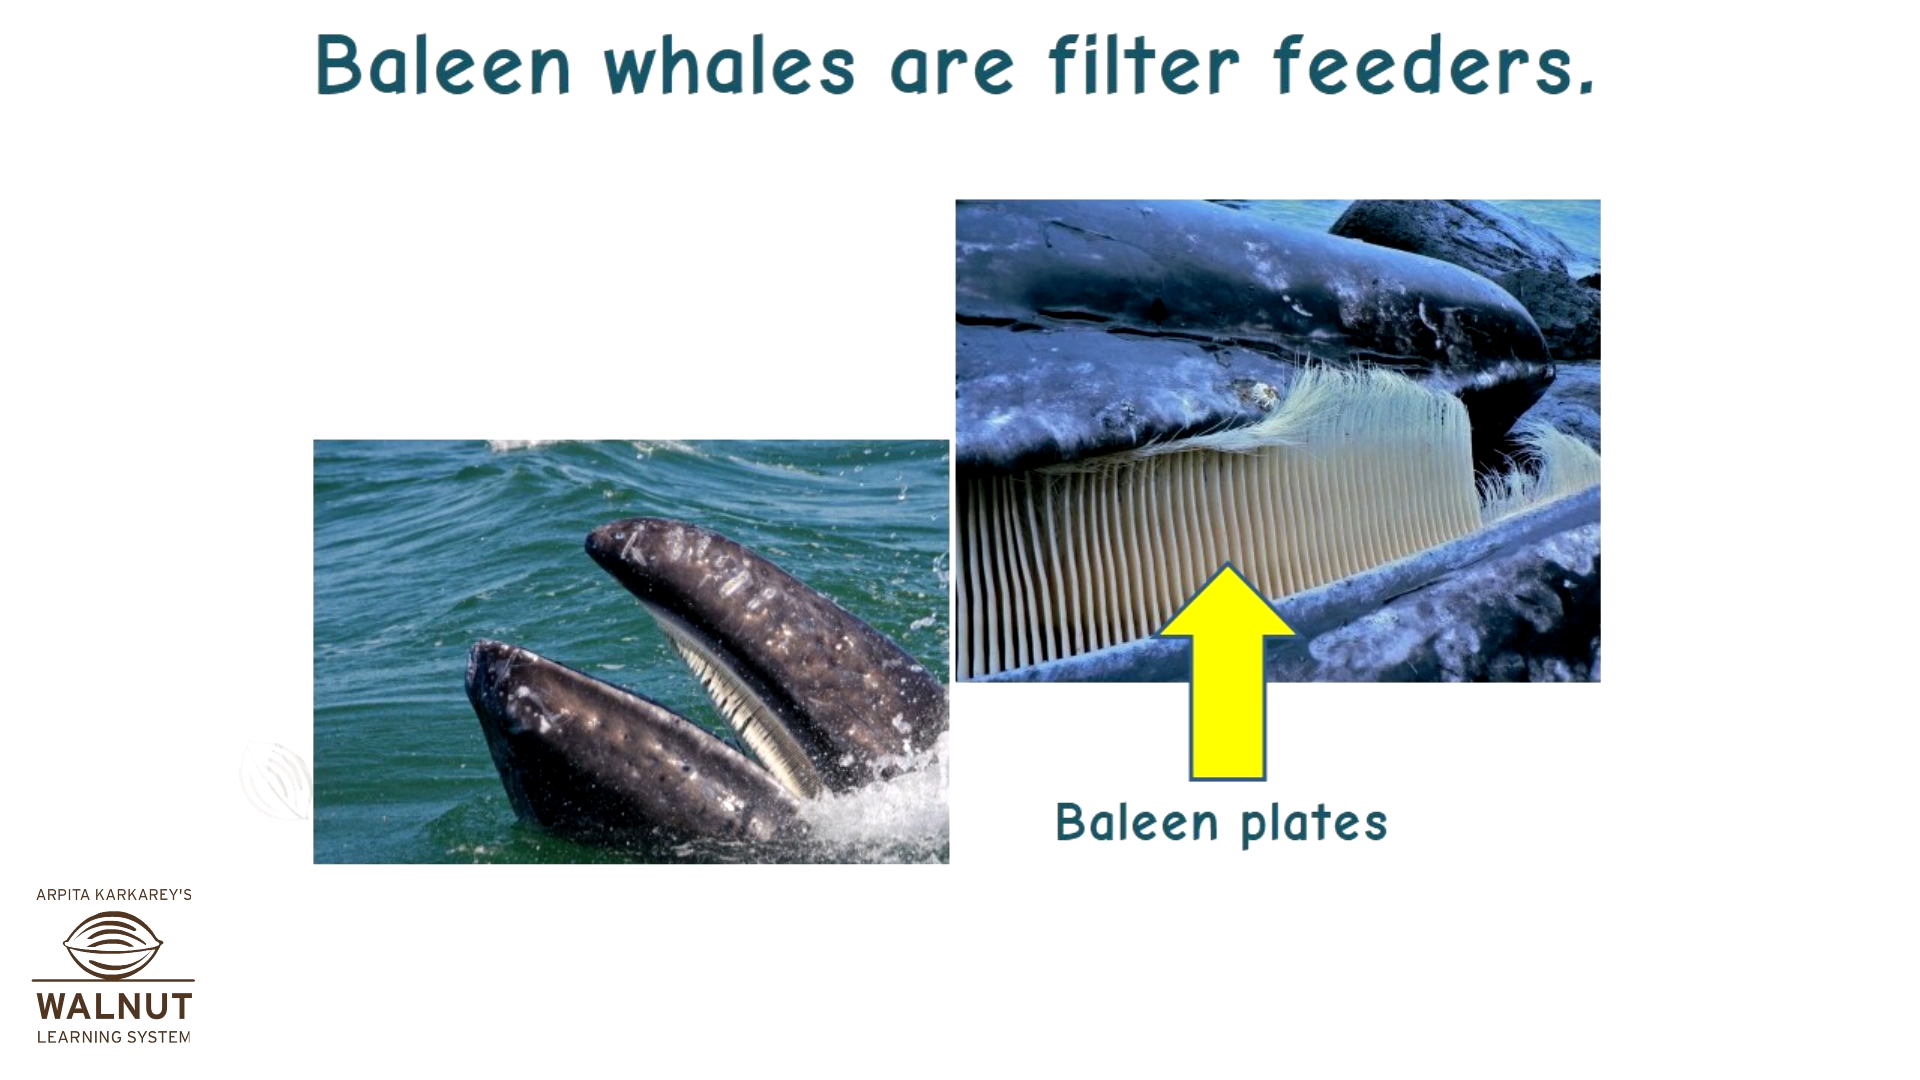 Baleen whales are filter feeders.
Baleen plates
ARPITA KARKAREY'S
WALNUT
LEARNING SYSTEM